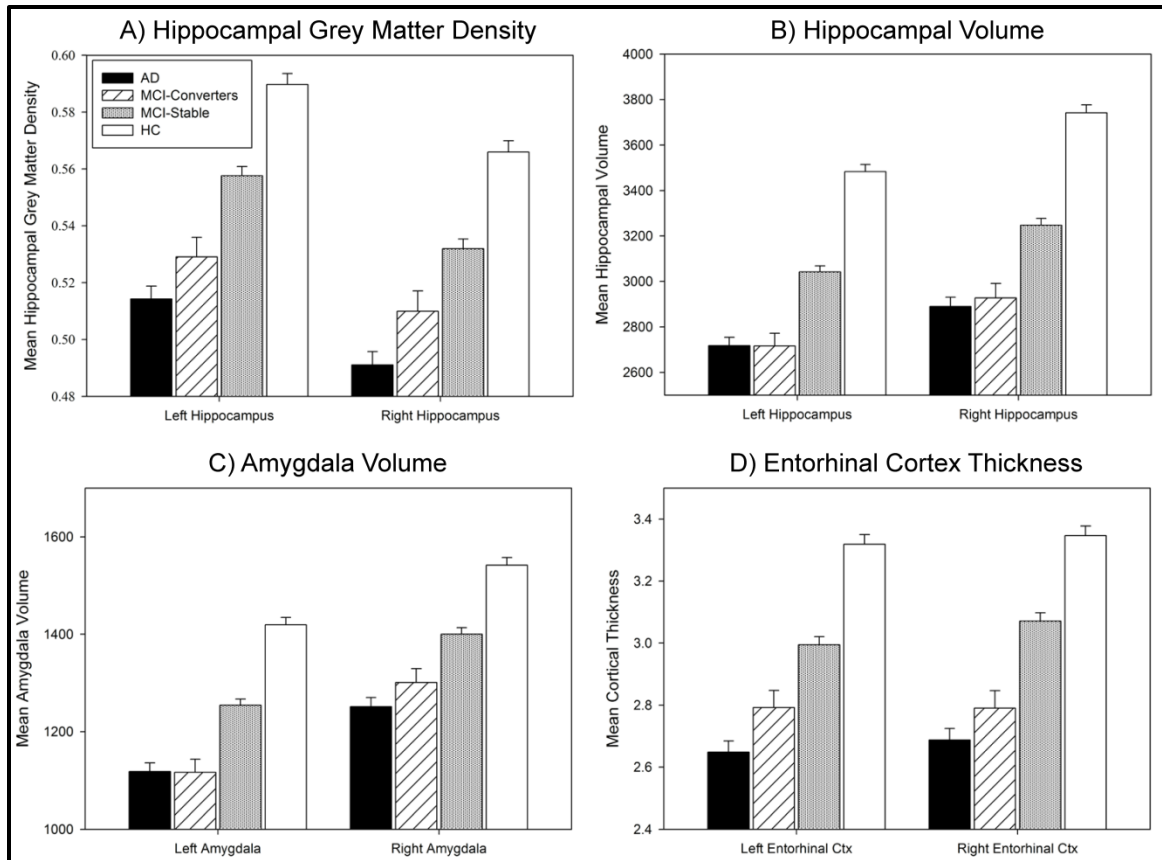 A) Hippocampal Grey Matter Density
Mean Hippocampal Grey Matter Density
0.60
0.58
0.56
0.54
0.52
0.50
0.48
AD
MCI-Converters
MCI-Stable
HC
Left Hippocampus
Right Hippocampus
B) Hippocampal Volume
Mean Hippocampal Volume
4000
3800
3600
3400
3200
3000
2800
2600
Left Hippocampus
Right Hippocampus
C) Amygdala Volume
Mean Amygdala Volume
1600
1400
1200
1000
Left Amygdala
Right Amygdala
D) Entorhinal Cortex Thickness
Mean Cortical Thickness
3.4
3.2
3.0
2.8
2.6
2.4
Left Entorhinal Ctx
Right Entorhinal Ctx